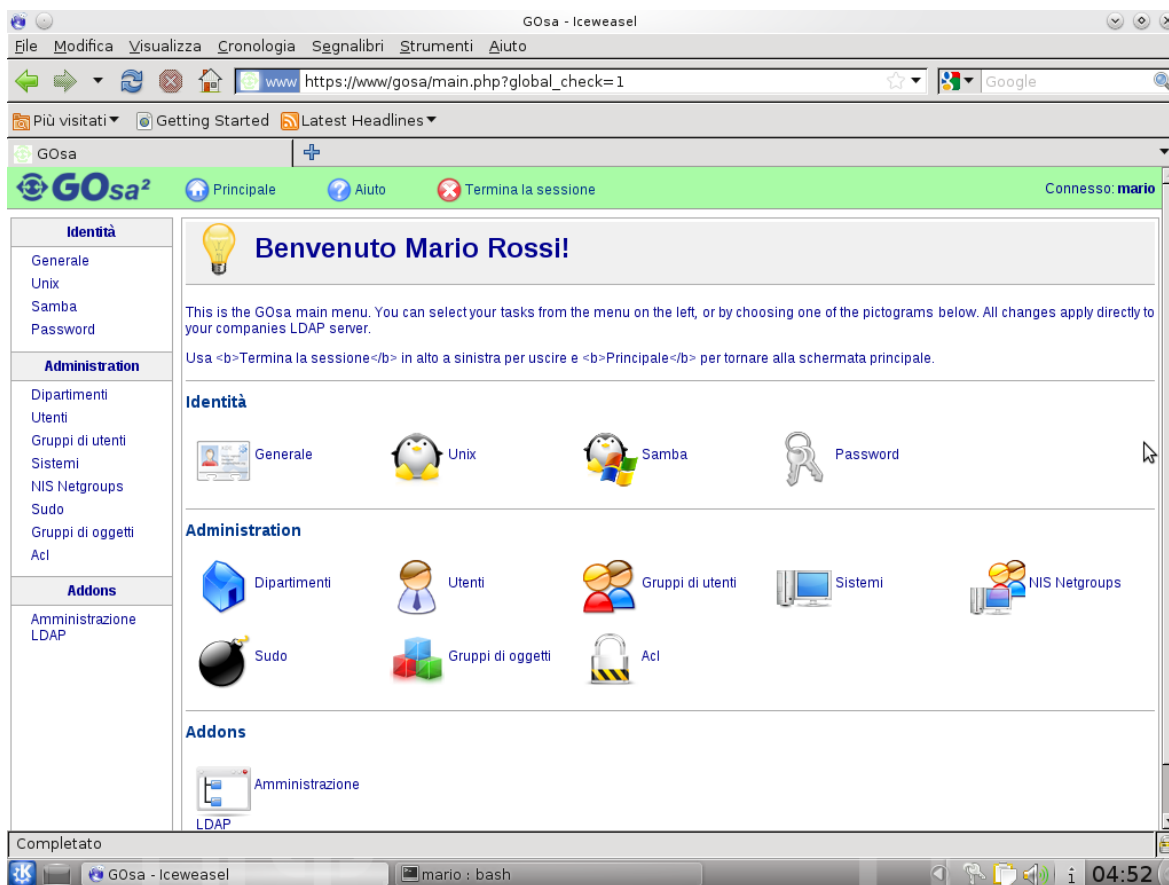 GOsa - Iceweasel
File Modifica Visualizza Cronologia Segnalibri Strumenti Aiuto
www https://www/gosa/main.php?global_check=1
Google
Più visitati Getting Started Latest Headlines
GOsa
GOsa² Principale Aiuto Termina la sessione Connesso: mario
Identità
Generale
Unix
Samba
Password
Administration
Dipartimenti
Utenti
Gruppi di utenti
Sistemi
NIS Netgroups
Sudo
Gruppi di oggetti
Acl
Addons
Amministrazione
LDAP
Benvenuto Mario Rossi!
This is the GOsa main menu. You can select your tasks from the menu on the left, or by choosing one of the pictograms below. All changes apply directly to
your companies LDAP server.
Usa <b>Termina la sessione</b> in alto a sinistra per uscire e <b>Principale</b> per tornare alla schermata principale.
Identità
Generale Unix Samba Password
Administration
Dipartimenti Utenti Gruppi di utenti Sistemi NIS Netgroups
Sudo Gruppi di oggetti Acl
Addons
Amministrazione
LDAP
Completato
GOsa - Iceweasel mario : bash 04:52